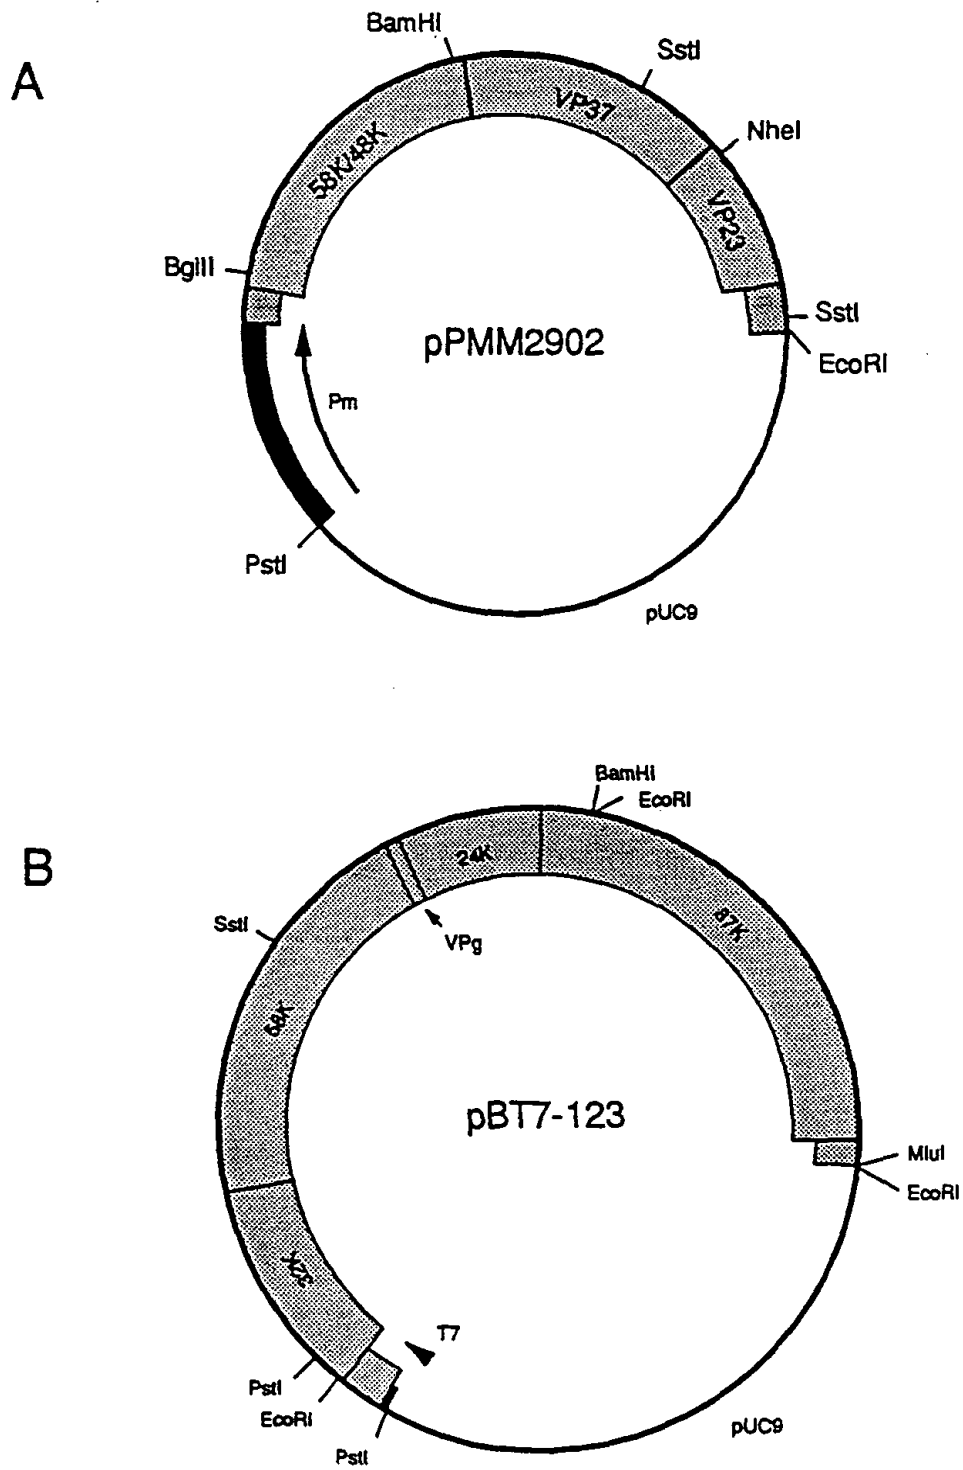 A
BamHI
SstI
VP37
NheI
58K/48K
VP23
BglII
SstI
pPMM2902
EcoRI
Pm
PstI
pUC9
B
BamHI
EcoRI
24K
87K
SstI
VPg
68K
pBT7-123
MluI
EcoRI
32K
T7
PstI
EcoRI
pUC9
PstI